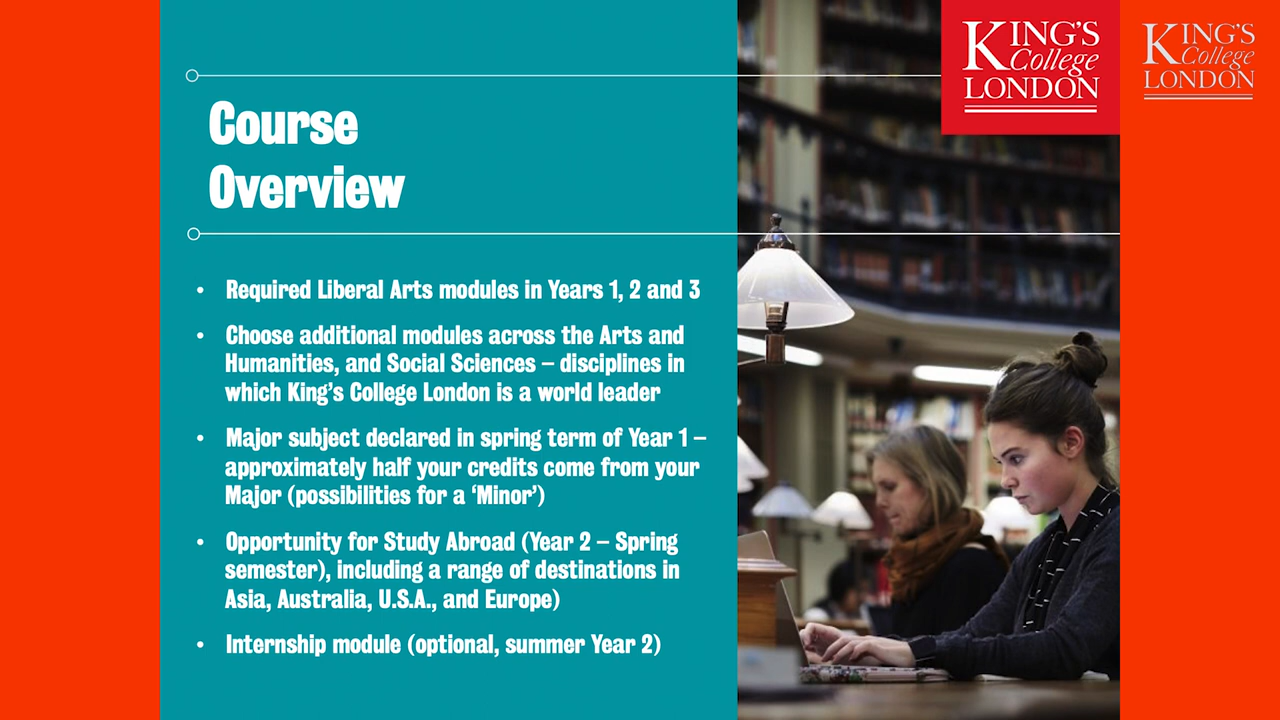 KING'S
College
LONDON
KING'S
College
LONDON
Course
Overview
• Required Liberal Arts modules in Years 1, 2 and 3
• Choose additional modules across the Arts and
Humanities, and Social Sciences – disciplines in
which King's College London is a world leader
• Major subject declared in spring term of Year 1 –
approximately half your credits come from your
Major (possibilities for a 'Minor')
• Opportunity for Study Abroad (Year 2 – Spring
semester), including a range of destinations in
Asia, Australia, U.S.A., and Europe)
• Internship module (optional, summer Year 2)